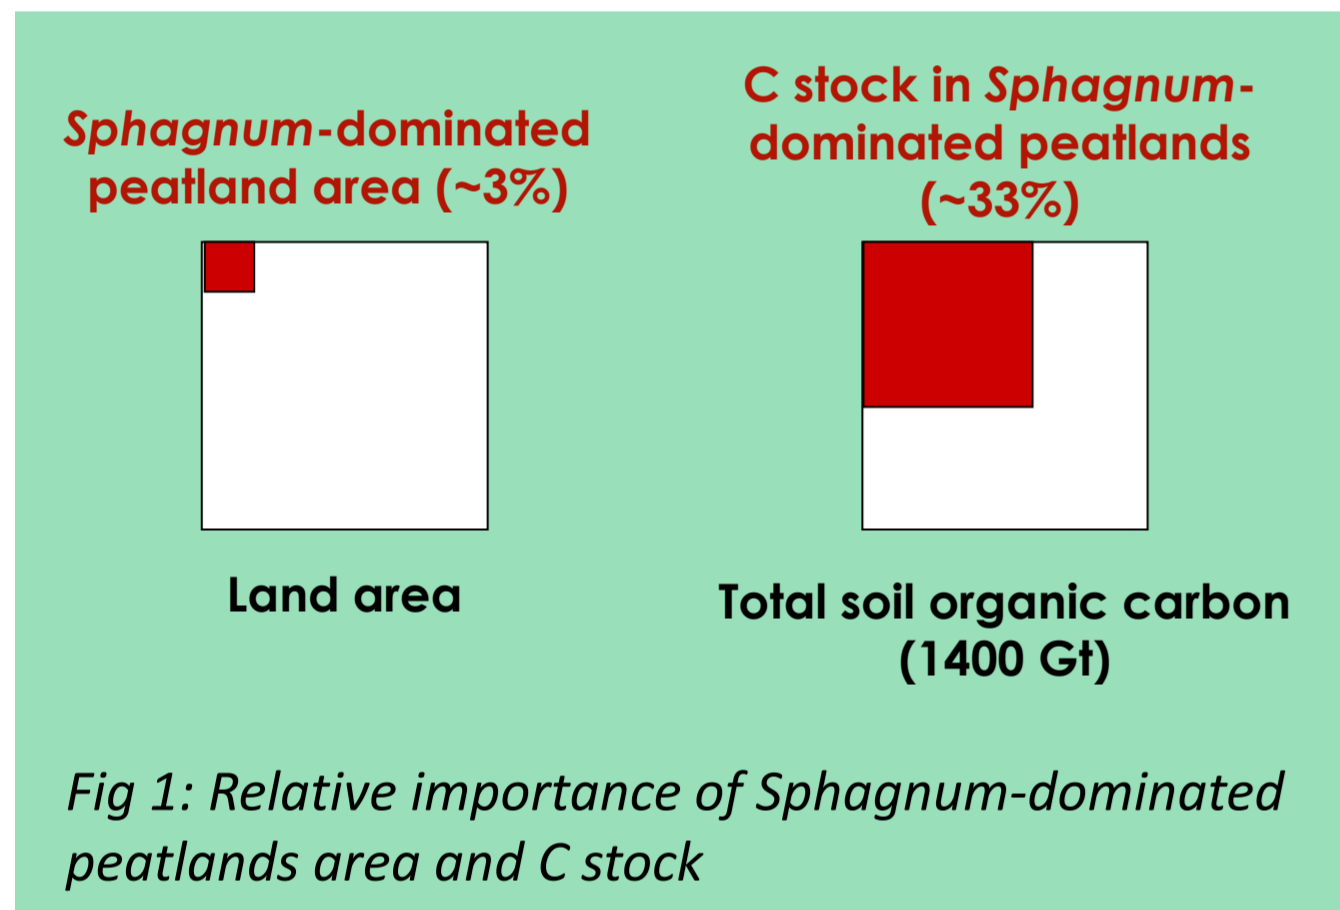 Sphagnum-dominated
peatland area (~3%)
C stock in Sphagnum-
dominated peatlands
(~33%)
Land area
Total soil organic carbon
(1400 Gt)
Fig 1: Relative importance of Sphagnum-dominated
peatlands area and C stock